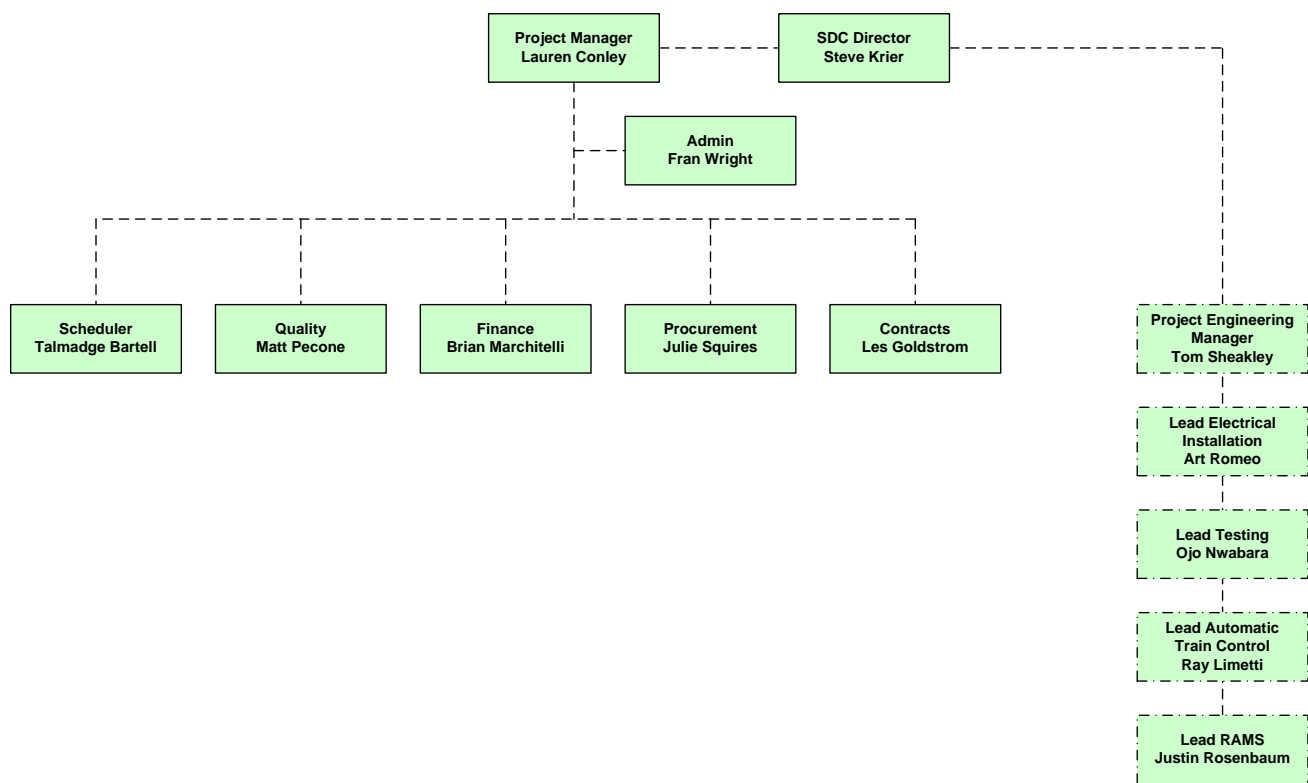 Project Manager
Lauren Conley
SDC Director
Steve Krier
Admin
Fran Wright
Scheduler
Talmadge Bartell
Quality
Matt Pecone
Finance
Brian Marchitelli
Procurement
Julie Squires
Contracts
Les Goldstrom
Project Engineering
Manager
Tom Sheakley
Lead Electrical
Installation
Art Romeo
Lead Testing
Ojo Nwabara
Lead Automatic
Train Control
Ray Limetti
Lead RAMS
Justin Rosenbaum